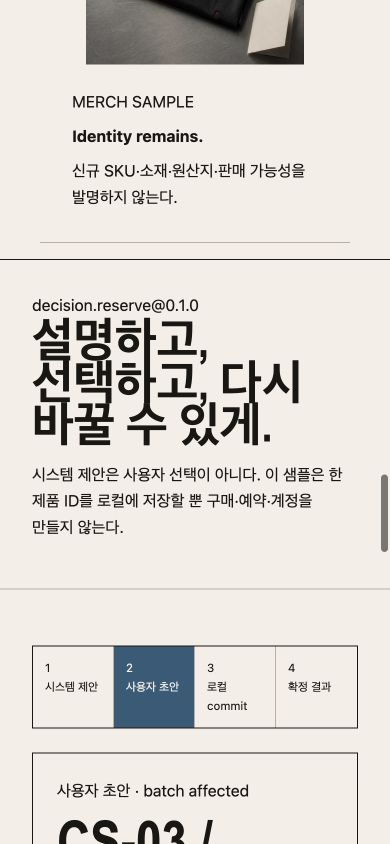 MERCH SAMPLE
Identity remains.
신규 SKU·소재·원산지·판매 가능성을
발명하지 않는다.
decision.reserve@0.1.0
설명하고,
선택하고, 다시
바꿀 수 있게.
시스템 제안은 사용자 선택이 아니다. 이 샘플은 한
제품 ID를 로컬에 저장할 뿐 구매·예약·계정을
만들지 않는다.
1
시스템 제안
2
사용자 초안
3
로컬
commit
4
확정 결과
사용자 초안 · batch affected
CS-03 /